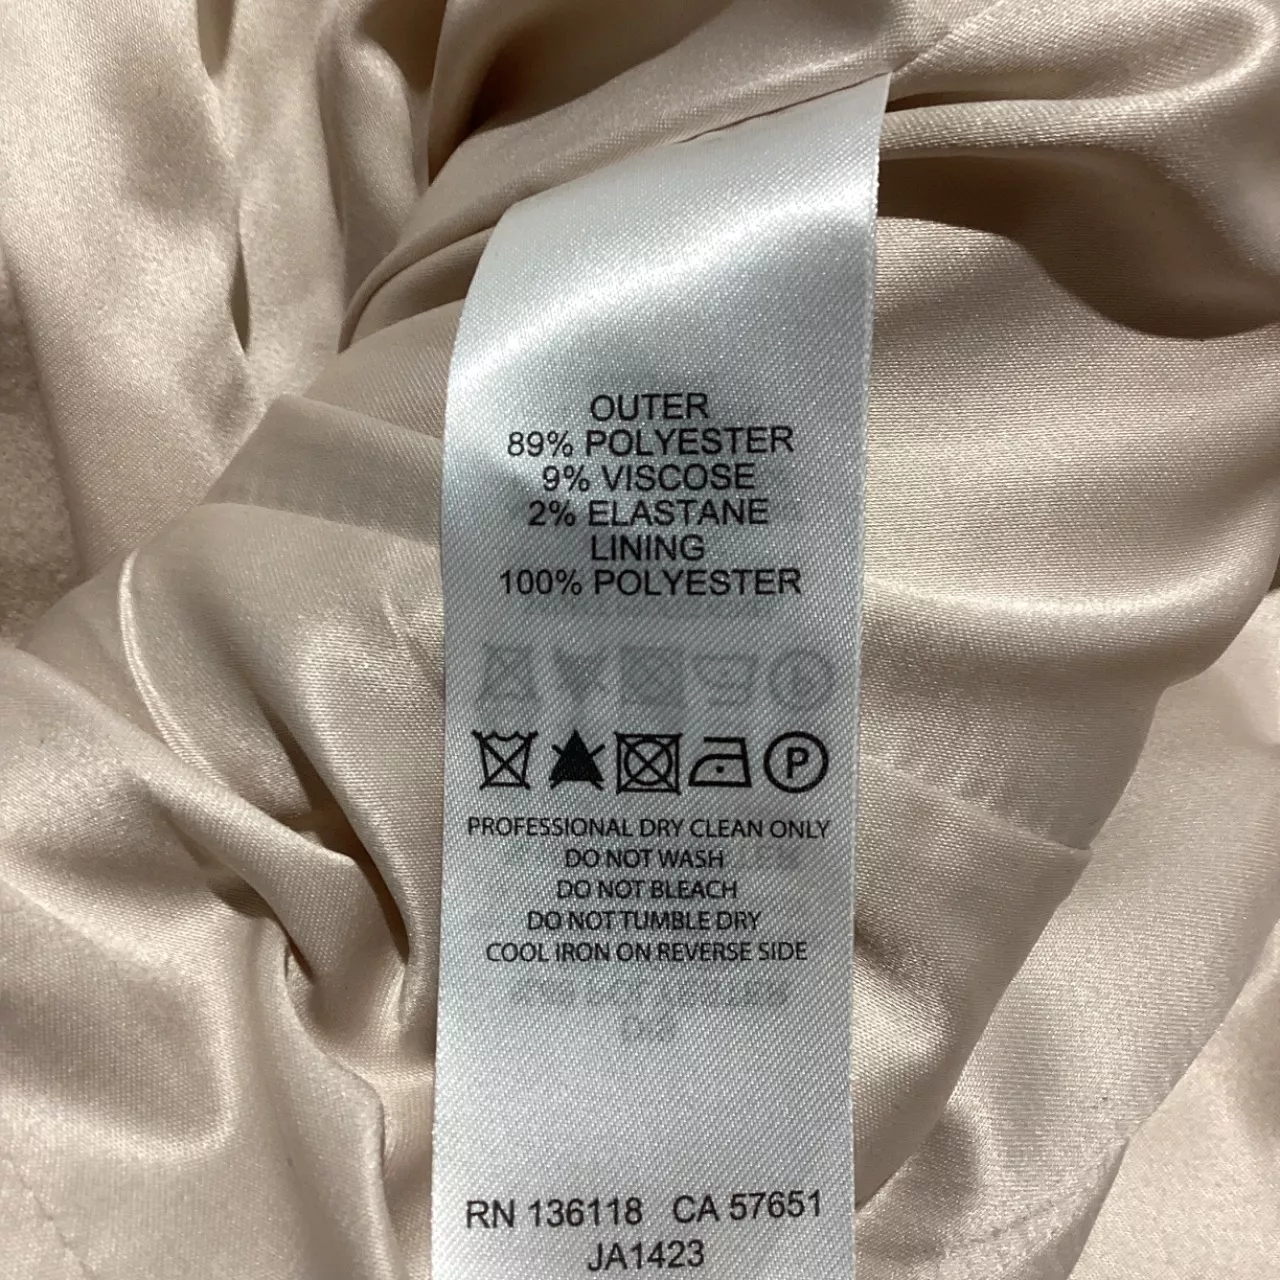 OUTER
89% POLYESTER
9% VISCOSE
2% ELASTANE
LINING
100% POLYESTER
P
PROFESSIONAL DRY CLEAN ONLY
DO NOT WASH
DO NOT BLEACH
DO NOT TUMBLE DRY
COOL IRON ON REVERSE SIDE
RN 136118 CA 57651
JA1423